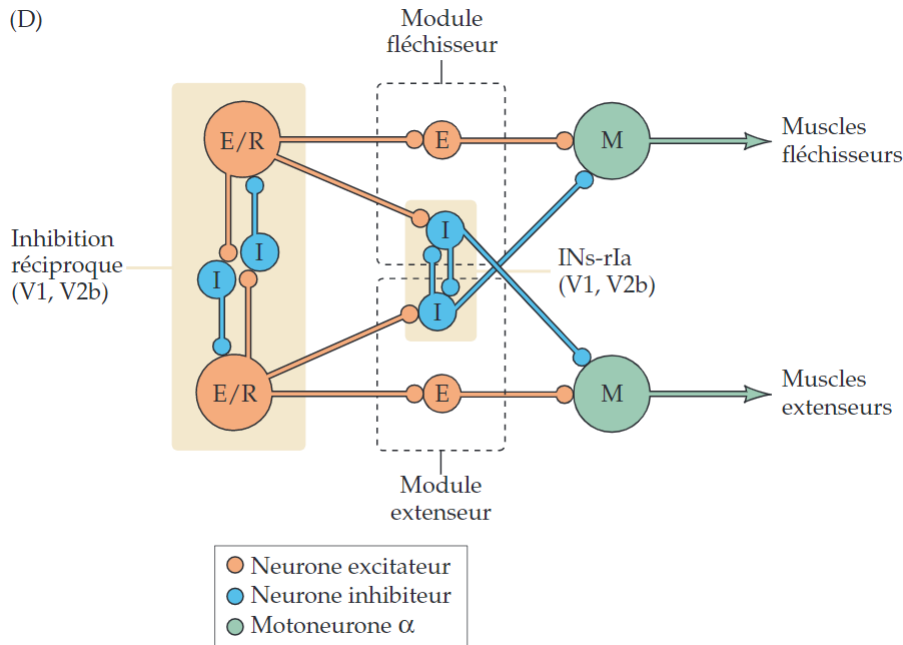 (D)
Module
fléchisseur
E/R
E
M
Muscles
fléchisseurs
Inhibition
réciproque
(V1, V2b)
I
I
I
I
INs-rIa
(V1, V2b)
E/R
E
M
Muscles
extenseurs
Module
extenseur
Neurone excitateur
Neurone inhibiteur
Motoneurone α